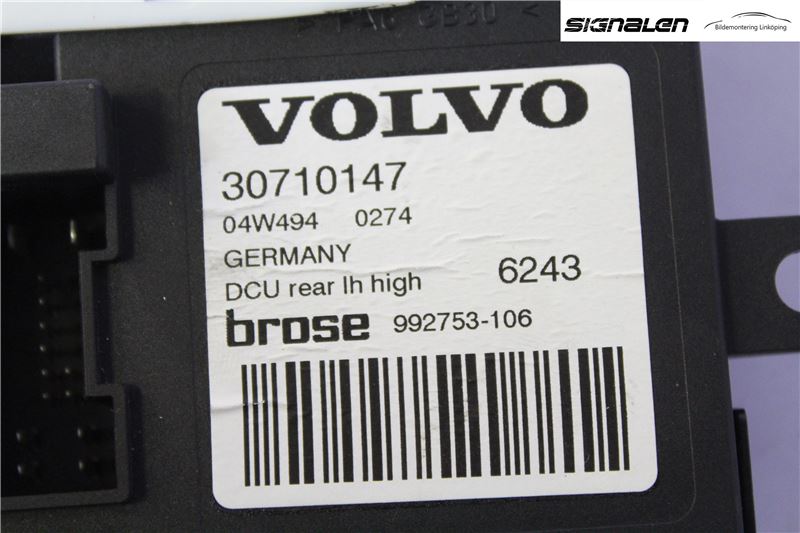 SIGNALEN
Bildemontering Linköping
VOLVO
30710147
04W494 0274
GERMANY
DCU rear lh high 6243
brose 992753-106